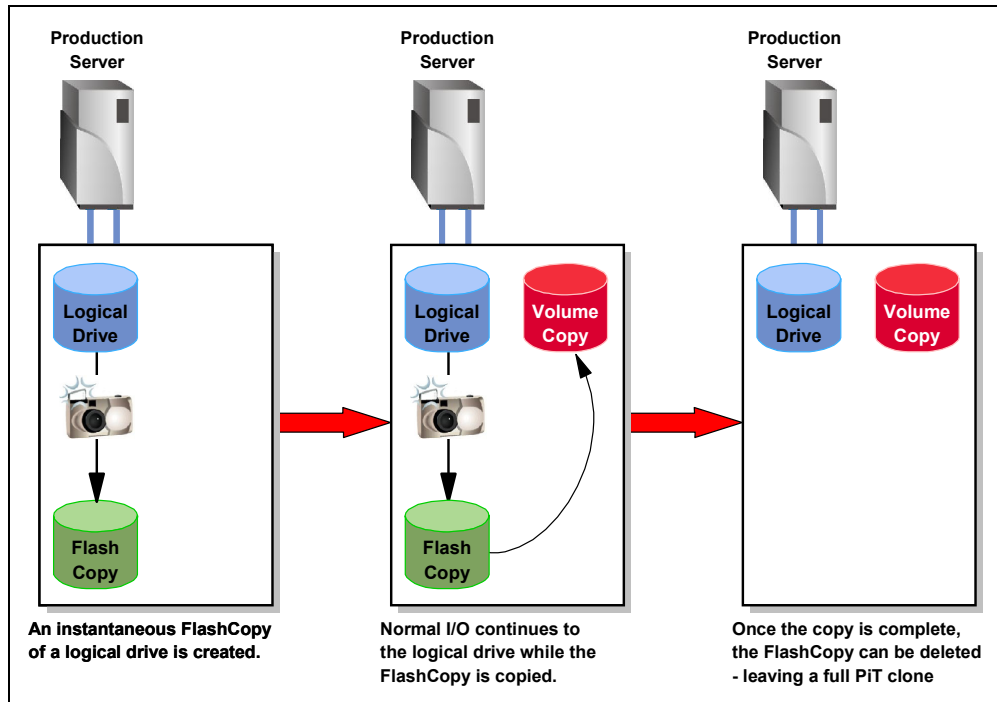 Production
Server
Logical
Drive
Flash
Copy
An instantaneous FlashCopy
of a logical drive is created.
Production
Server
Logical
Drive
Volume
Copy
Flash
Copy
Normal I/O continues to
the logical drive while the
FlashCopy is copied.
Production
Server
Logical
Drive
Volume
Copy
Once the copy is complete,
the FlashCopy can be deleted
- leaving a full PiT clone